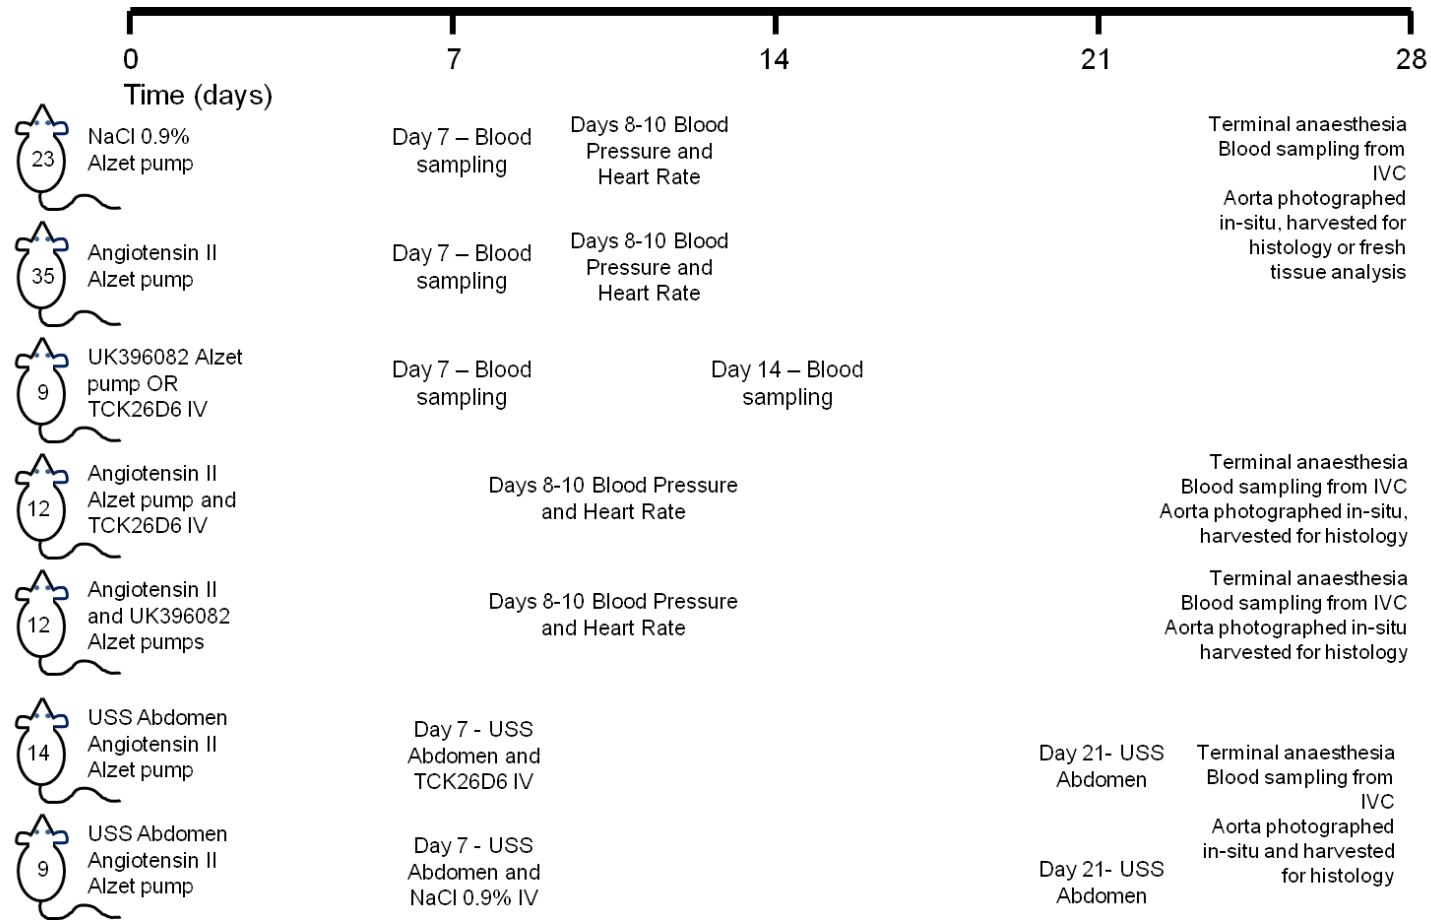 0
7
14
21
28
Time (days)
23
NaCl 0.9%
Alzet pump
Day 7 – Blood
sampling
Days 8-10 Blood
Pressure and
Heart Rate
Terminal anaesthesia
Blood sampling from
IVC
Aorta photographed
in-situ, harvested for
histology or fresh
tissue analysis
35
Angiotensin II
Alzet pump
Day 7 – Blood
sampling
Days 8-10 Blood
Pressure and
Heart Rate
9
UK396082 Alzet
pump OR
TCK26D6 IV
Day 7 – Blood
sampling
Day 14 – Blood
sampling
12
Angiotensin II
Alzet pump and
TCK26D6 IV
Days 8-10 Blood Pressure
and Heart Rate
Terminal anaesthesia
Blood sampling from IVC
Aorta photographed in-situ,
harvested for histology
12
Angiotensin II
and UK396082
Alzet pumps
Days 8-10 Blood Pressure
and Heart Rate
Terminal anaesthesia
Blood sampling from IVC
Aorta photographed in-situ
harvested for histology
14
USS Abdomen
Angiotensin II
Alzet pump
Day 7 - USS
Abdomen and
TCK26D6 IV
Day 21- USS
Abdomen
Terminal anaesthesia
Blood sampling from
IVC
Aorta photographed
in-situ and harvested
for histology
9
USS Abdomen
Angiotensin II
Alzet pump
Day 7 - USS
Abdomen and
NaCl 0.9% IV
Day 21- USS
Abdomen